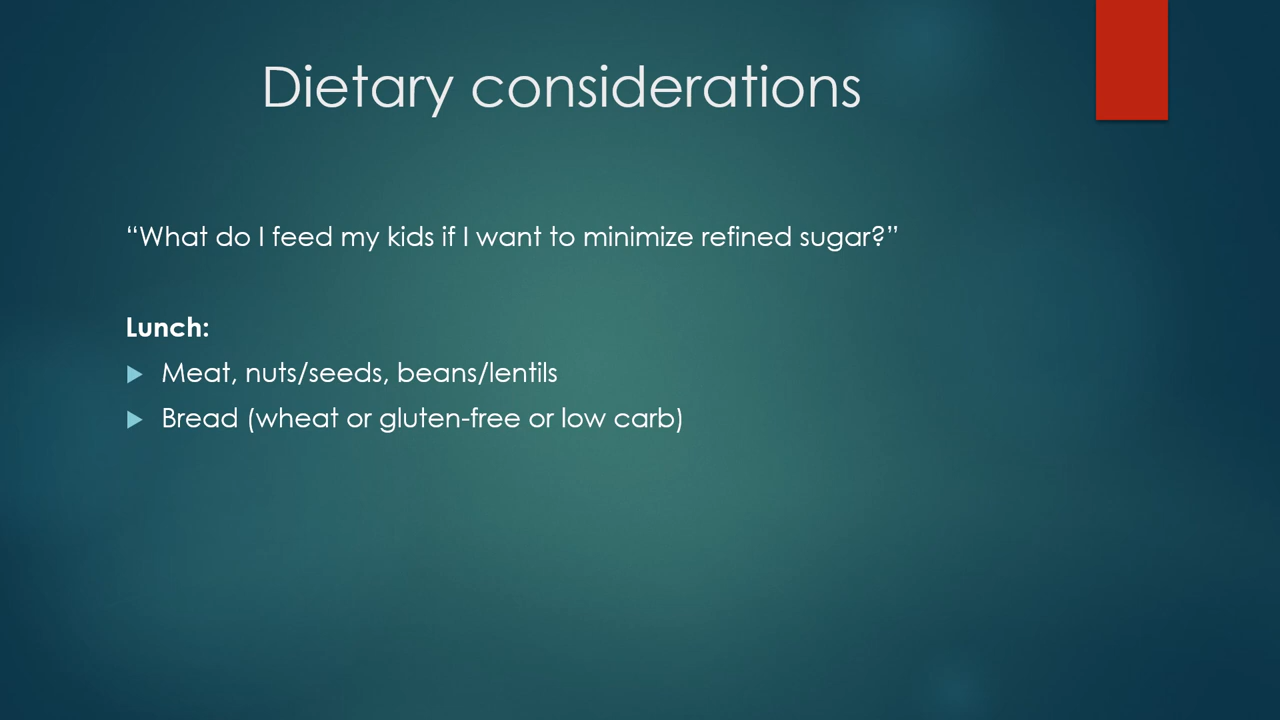 Dietary considerations
“What do I feed my kids if I want to minimize refined sugar?”
Lunch:
Meat, nuts/seeds, beans/lentils
Bread (wheat or gluten-free or low carb)